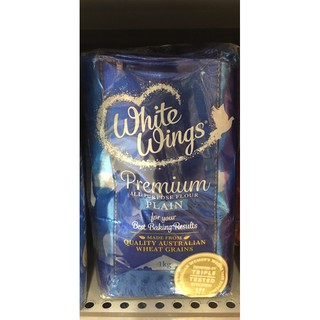 White
Wings
Premium
ALL PURPOSE FLOUR
PLAIN
for your
Best Baking Results
MADE FROM
QUALITY AUSTRALIAN
WHEAT GRAINS
1kg
TRIPLE
TESTED